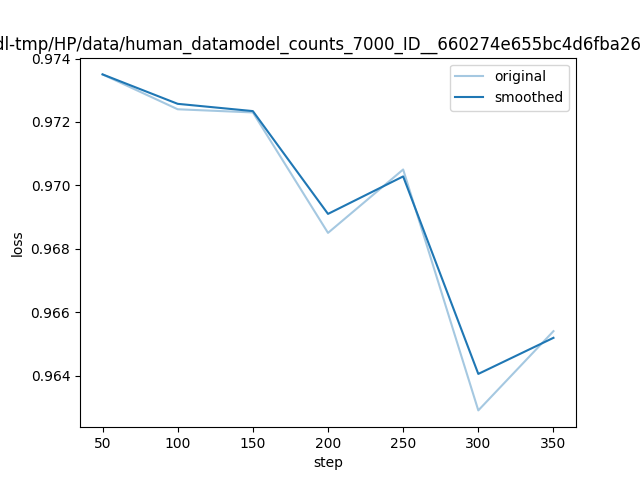 dl-tmp/HP/data/human_datamodel_counts_7000_ID__660274e655bc4d6fba26
original
smoothed
0.974
0.972
0.970
0.968
0.966
0.964
loss
50 100 150 200 250 300 350
step